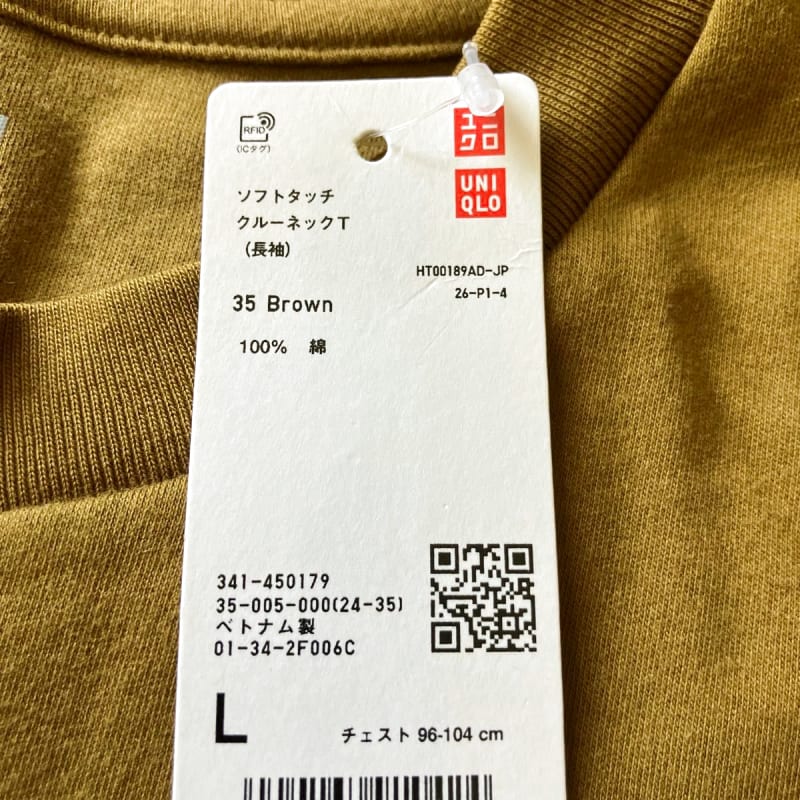 RFID
(ICタグ)
ユニ
クロ
UNI
QLO
ソフトタッチ
クルーネックT
(長袖)
HT00189AD-JP
26-P1-4
35 Brown
100% 綿
341-450179
35-005-000(24-35)
ベトナム製
01-34-2F006C
L
チェスト 96-104 cm